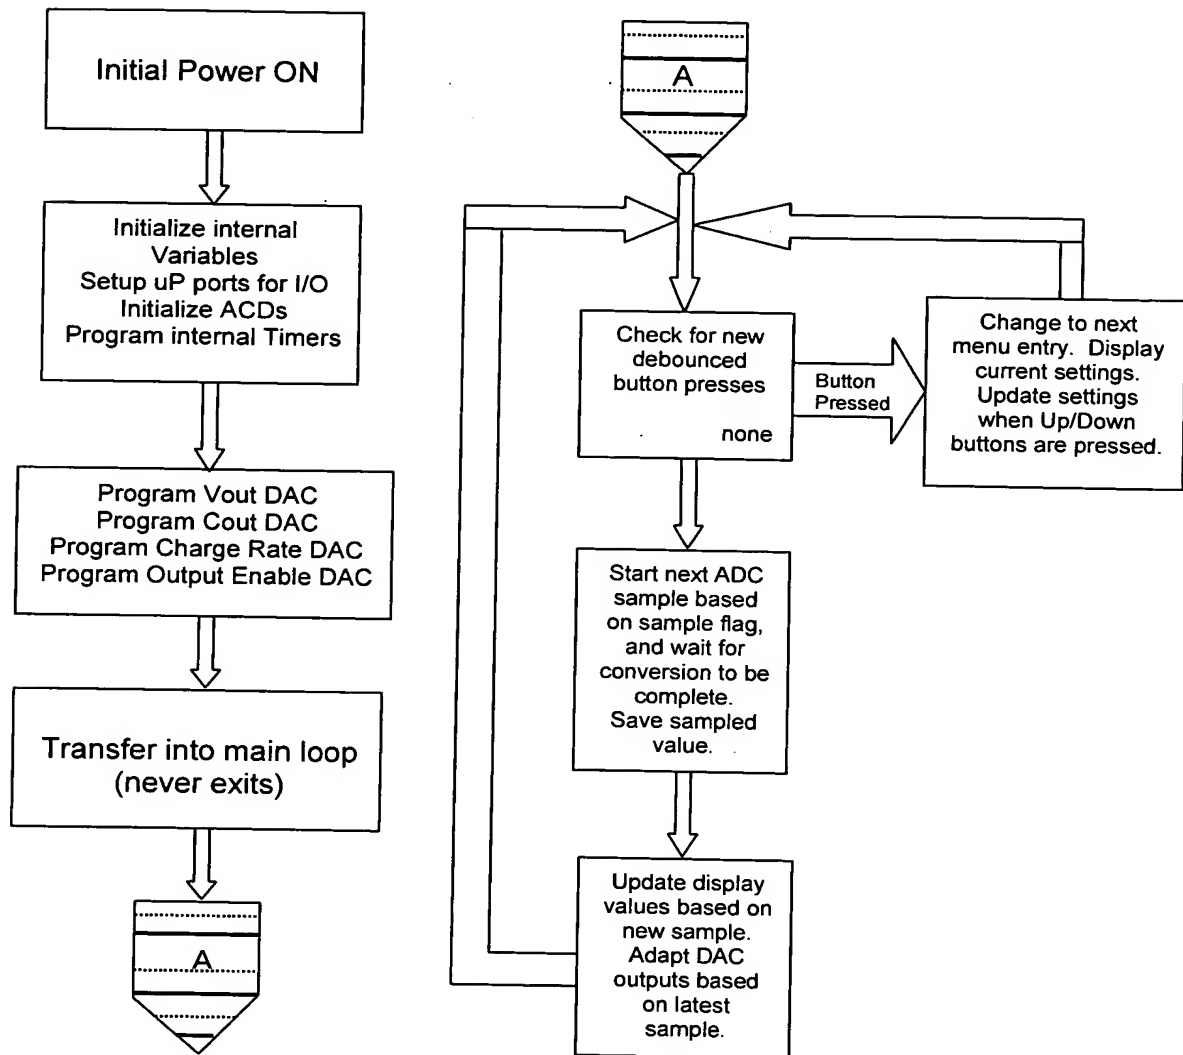 Initial Power ON
Initialize internal
Variables
Setup uP ports for I/O
Initialize ACDs
Program internal Timers
Program Vout DAC
Program Cout DAC
Program Charge Rate DAC
Program Output Enable DAC
Transfer into main loop
(never exits)
A
A
Check for new
debounced
button presses
none
Button
Pressed
Change to next
menu entry. Display
current settings.
Update settings
when Up/Down
buttons are pressed.
Start next ADC
sample based
on sample flag,
and wait for
conversion to be
complete.
Save sampled
value.
Update display
values based on
new sample.
Adapt DAC
outputs based
on latest
sample.